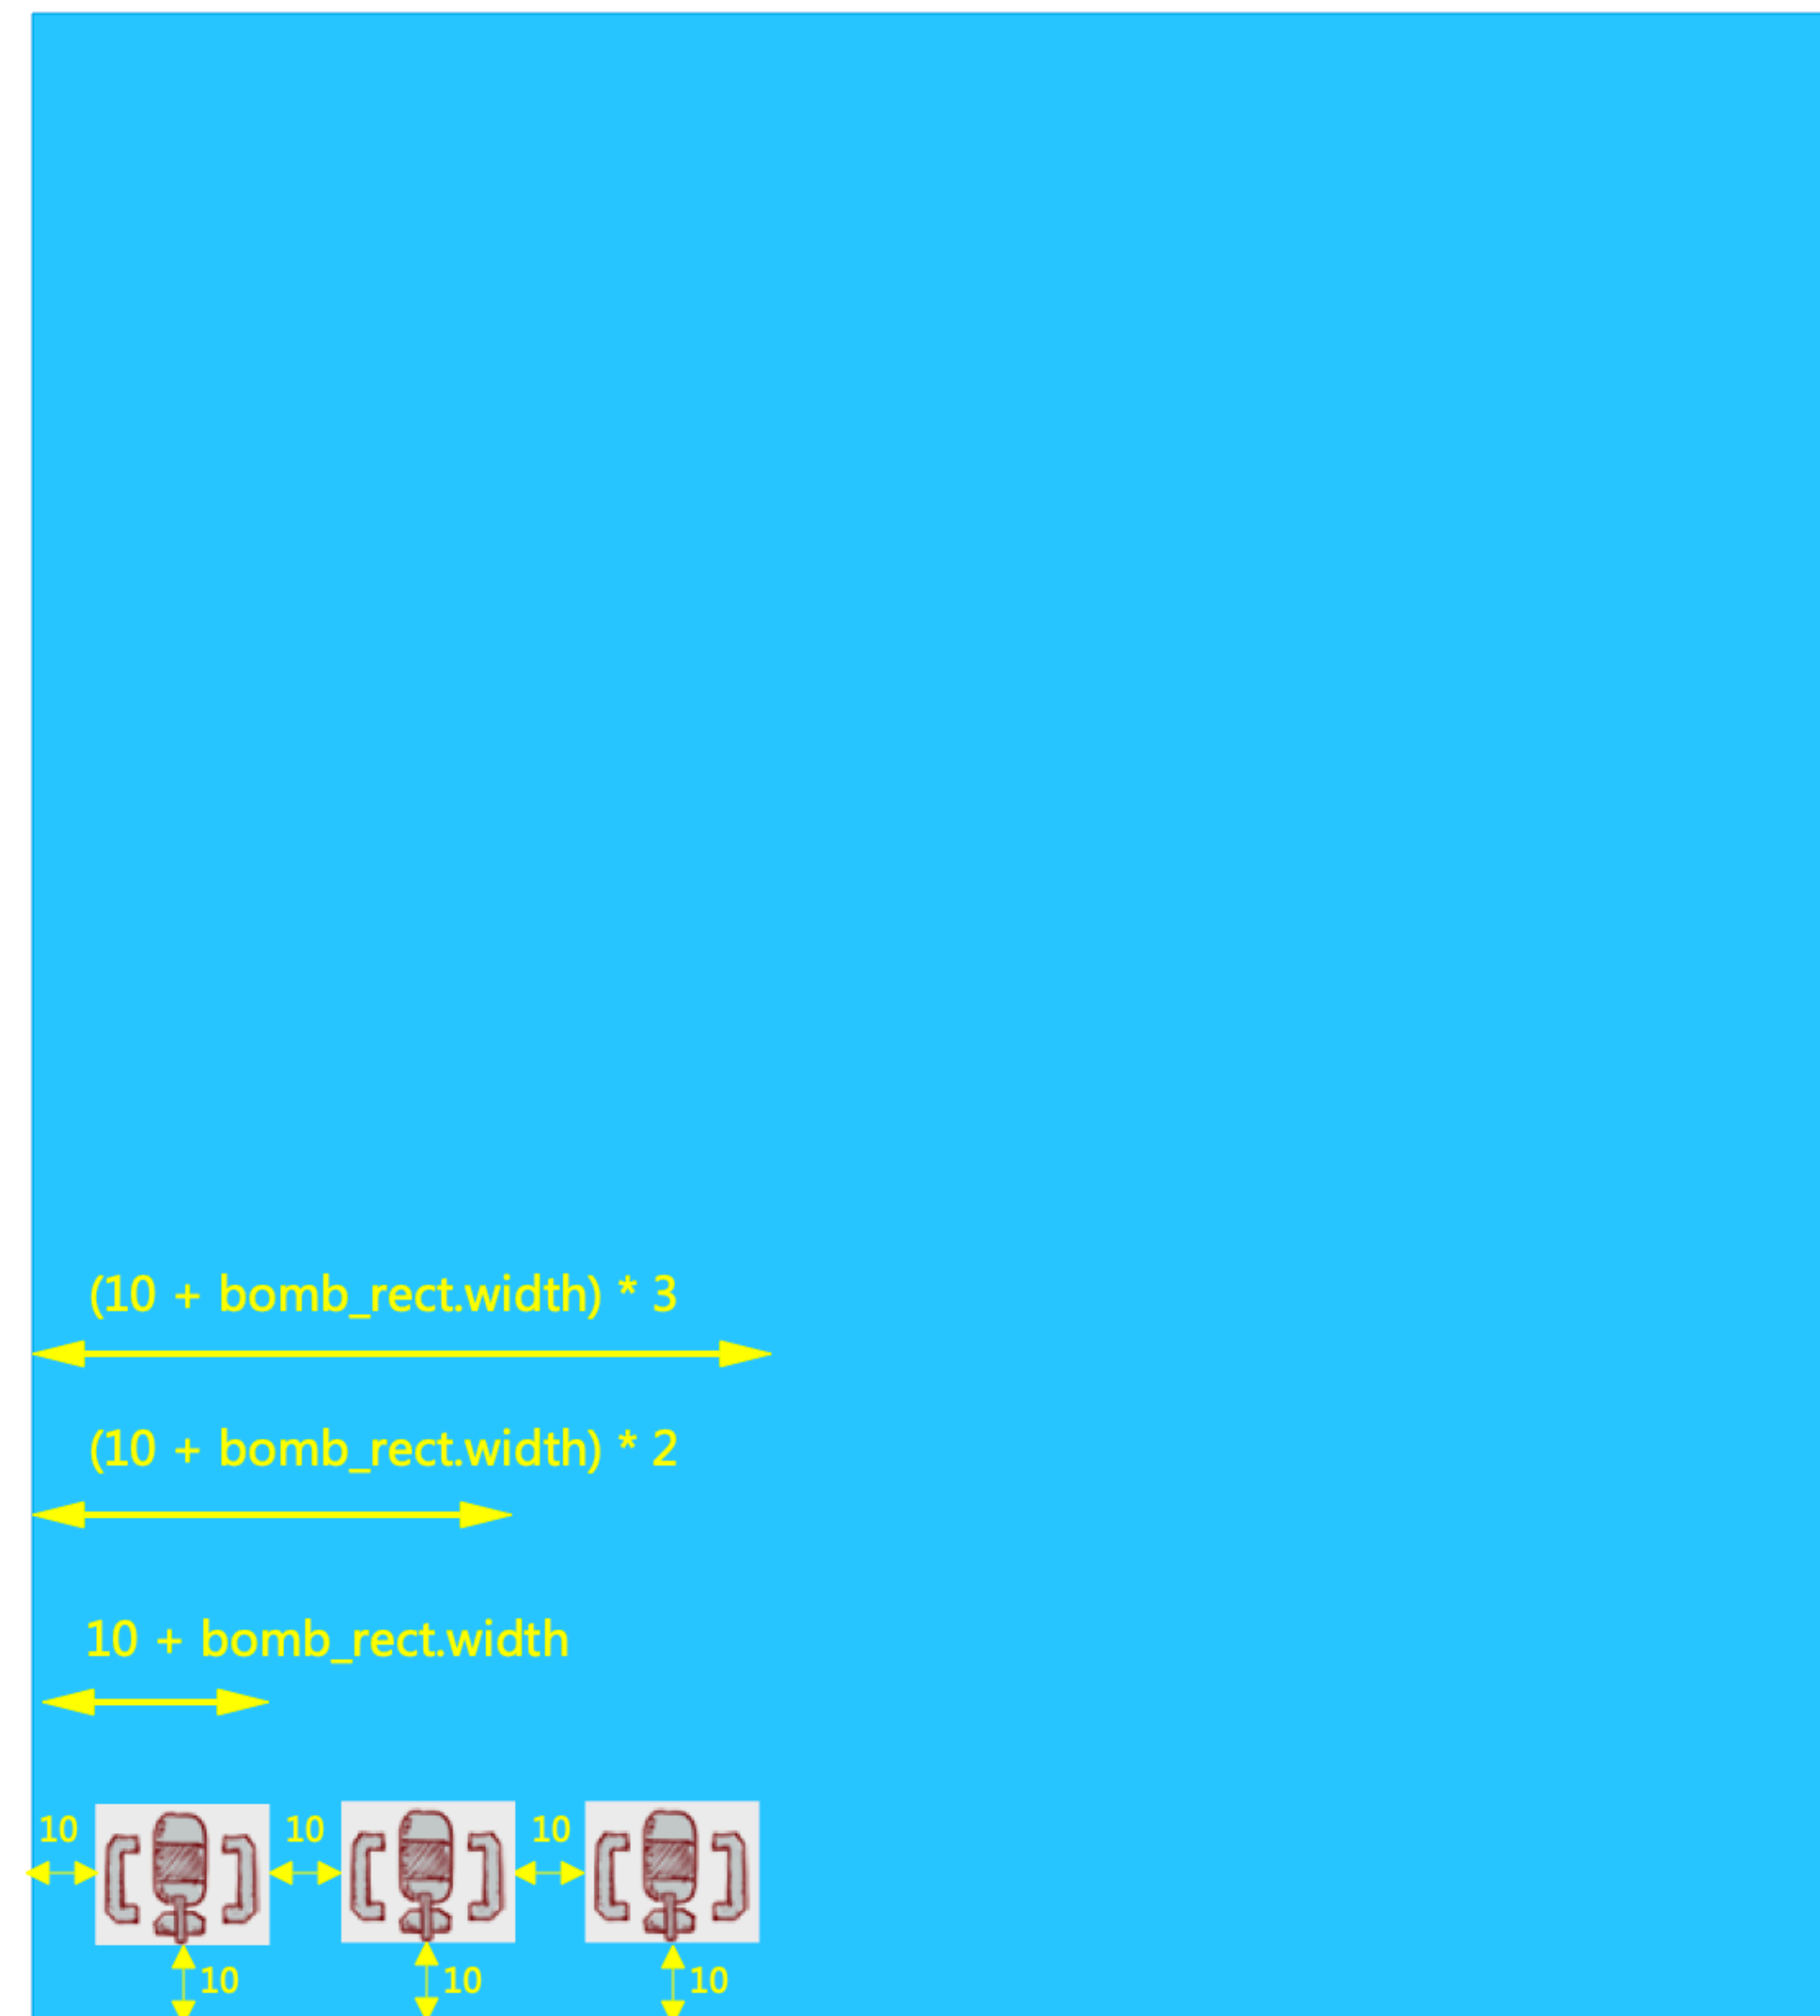 (10 + bomb_rect.width) * 3
(10 + bomb_rect.width) * 2
10 + bomb_rect.width
10 10 10
10 10 10